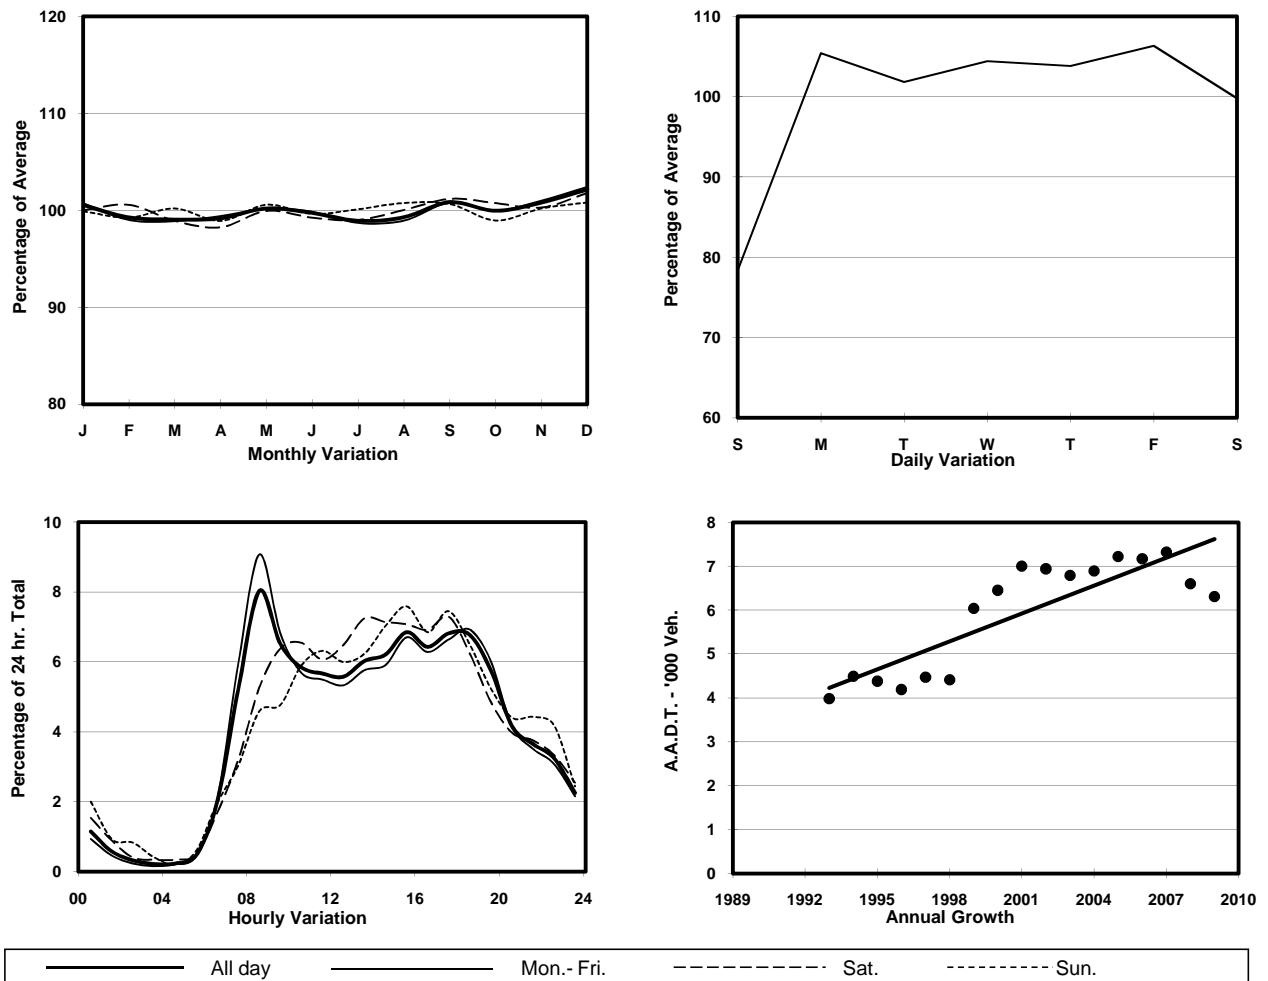 120
110
100
90
80
Percentage of Average
J F M A M J J A S O N D
Monthly Variation
110
100
90
80
70
60
Percentage of Average
S M T W T F S
Daily Variation
10
8
6
4
2
0
Percentage of 24 hr. Total
00 04 08 12 16 20 24
Hourly Variation
8
7
6
5
4
3
2
1
0
A.A.D.T. - '000 Veh.
1989 1992 1995 1998 2001 2004 2007 2010
Annual Growth
All day Mon.- Fri. Sat. Sun.